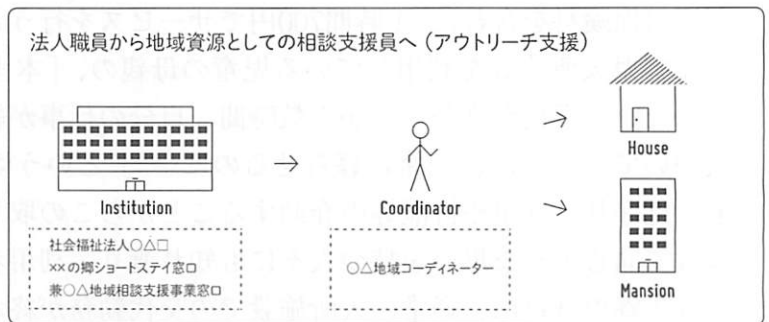 法人職員から地域資源としての相談支援員へ（アウトリーチ支援）
Institution
Coordinator
House
Mansion
社会福祉法人○△□
××の郷ショートステイ窓口
兼○△地域相談支援事業窓口
○△地域コーディネーター